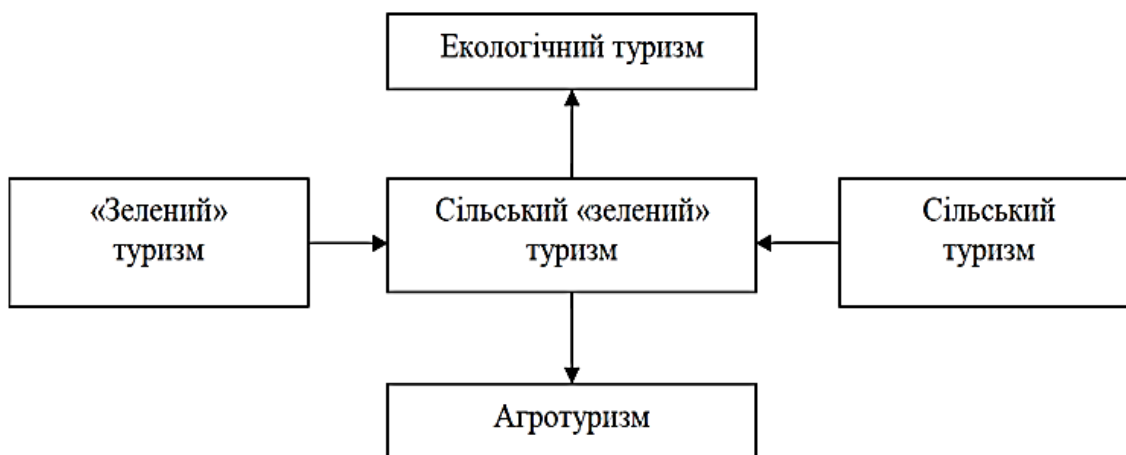 Екологічний туризм
«Зелений»
туризм
Сільський «зелений»
туризм
Сільський
туризм
Агротуризм